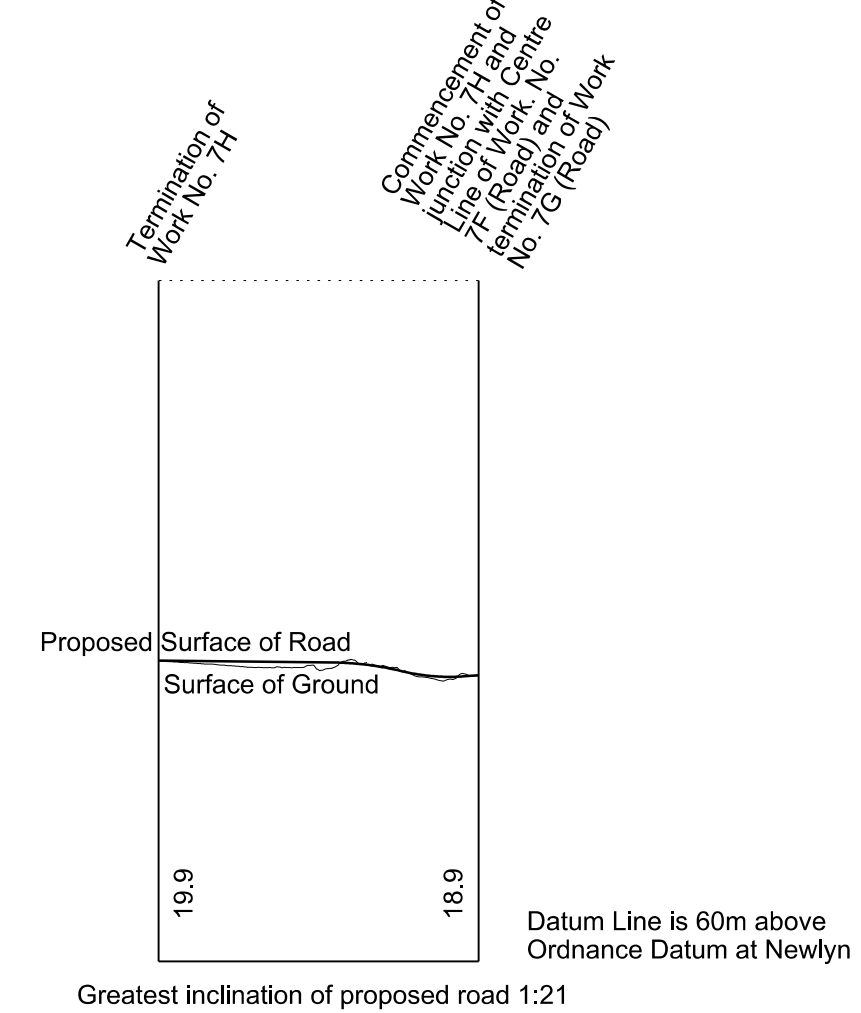 Termination of
Work No. 7H
Commencement of
Work No. 7H and
junction with Centre
Line of Work. No.
7F (Road) and
termination of Work
No. 7G (Road)
Proposed Surface of Road
Surface of Ground
19.9
18.9
Datum Line is 60m above
Ordnance Datum at Newlyn
Greatest inclination of proposed road 1:21